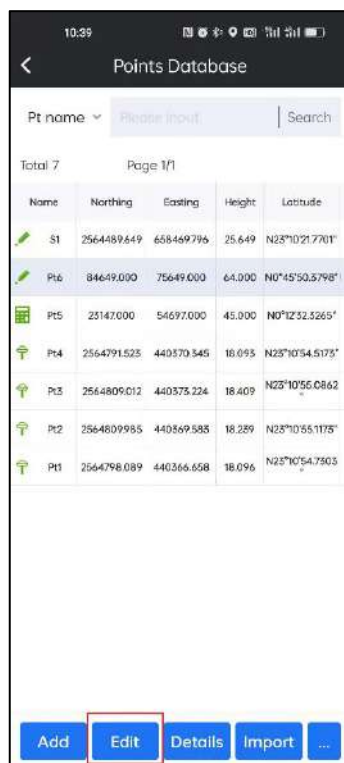 10:39
Points Database
Pt name Please input Search
Total 7 Page 1/1
Name Northing Easting Height Latitude
S1 2564489.649 658469.796 25.649 N23°10'21.7701"
Pt6 84649.000 75649.000 64.000 N0°45'50.3798"
Pt5 23147.000 54697.000 45.000 N0°12'32.3265"
Pt4 2564791.523 440370.345 18.093 N23°10'54.5173"
Pt3 2564809.012 440373.224 18.409 N23°10'55.0862"
Pt2 2564809.985 440369.583 18.239 N23°10'55.1173"
Pt1 2564798.089 440366.658 18.096 N23°10'54.7303"
Add Edit Details Import ...